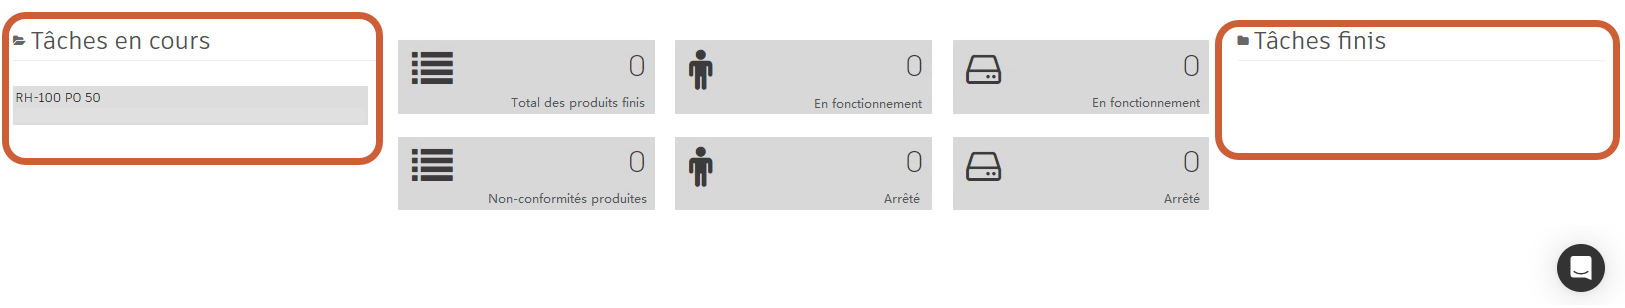 Tâches en cours
RH-100 PO 50
0
Total des produits finis
0
En fonctionnement
0
En fonctionnement
0
Non-conformités produites
0
Arrêté
0
Arrêté
Tâches finis